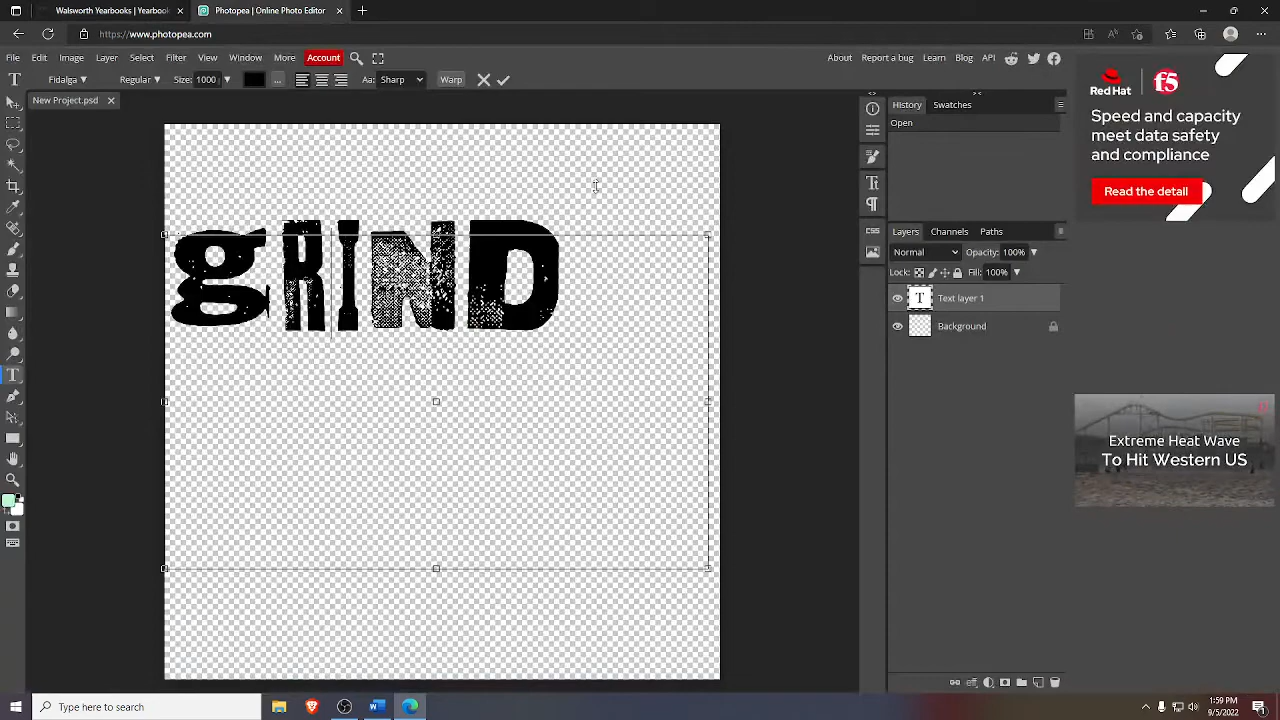 Walsworth Yearbooks | Yearbook
Photopea | Online Photo Editor
https://www.photopea.com
File Edit Image Layer Select Filter View Window More Account
About Report a bug Learn Blog API
Fidalga Regular Size: 1000 ... Aa: Sharp Warp
New Project.psd
gRIND
History Swatches
Open
Layers Channels Paths
Normal Opacity: 100%
Lock: Fill: 100%
T Text layer 1
Background
CSS
Red Hat f5
Speed and capacity
meet data safety
and compliance
Read the detail
Extreme Heat Wave
To Hit Western US
Type here to search
1:59 PM
9/5/2022